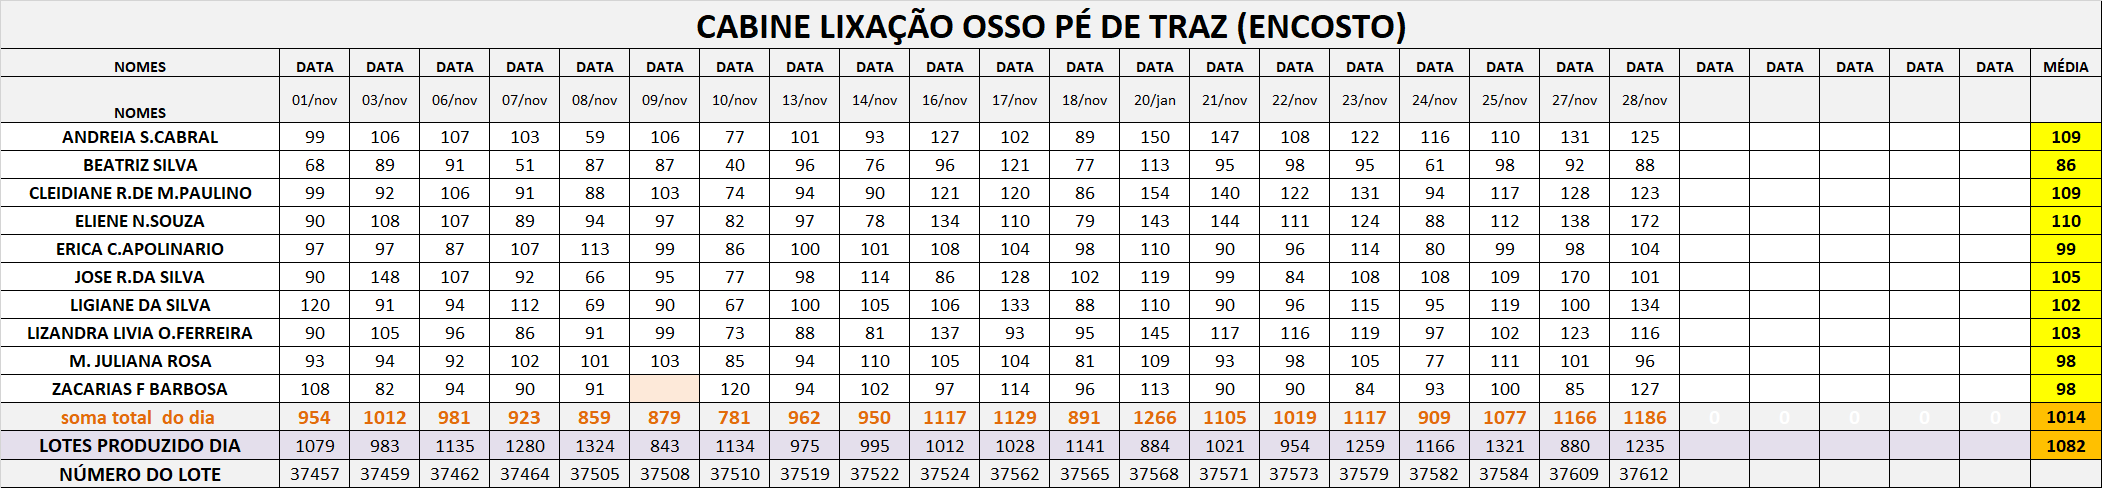 CABINE LIXAÇÃO OSSO PÉ DE TRAZ (ENCOSTO)
NOMES DATA DATA DATA DATA DATA DATA DATA DATA DATA DATA DATA DATA DATA DATA DATA DATA DATA DATA DATA DATA DATA DATA DATA DATA DATA MÉDIA
NOMES 01/nov 03/nov 06/nov 07/nov 08/nov 09/nov 10/nov 13/nov 14/nov 16/nov 17/nov 18/nov 20/jan 21/nov 22/nov 23/nov 24/nov 25/nov 27/nov 28/nov
ANDREIA S.CABRAL 99 106 107 103 59 106 77 101 93 127 102 89 150 147 108 122 116 110 131 125 109
BEATRIZ SILVA 68 89 91 51 87 87 40 96 76 96 121 77 113 95 98 95 61 98 92 88 86
CLEIDIANE R.DE M.PAULINO 99 92 106 91 88 103 74 94 90 121 120 86 154 140 122 131 94 117 128 123 109
ELIENE N.SOUZA 90 108 107 89 94 97 82 97 78 134 110 79 143 144 111 124 88 112 138 172 110
ERICA C.APOLINARIO 97 97 87 107 113 99 86 100 101 108 104 98 110 90 96 114 80 99 98 104 99
JOSE R.DA SILVA 90 148 107 92 66 95 77 98 114 86 128 102 119 99 84 108 108 109 170 101 105
LIGIANE DA SILVA 120 91 94 112 69 90 67 100 105 106 133 88 110 90 96 115 95 119 100 134 102
LIZANDRA LIVIA O.FERREIRA 90 105 96 86 91 99 73 88 81 137 93 95 145 117 116 119 97 102 123 116 103
M. JULIANA ROSA 93 94 92 102 101 103 85 94 110 105 104 81 109 93 98 105 77 111 101 96 98
ZACARIAS F BARBOSA 108 82 94 90 91 120 94 102 97 114 96 113 90 90 84 93 100 85 127 98
soma total do dia 954 1012 981 923 859 879 781 962 950 1117 1129 891 1266 1105 1019 1117 909 1077 1166 1186 0 0 0 0 0 1014
LOTES PRODUZIDO DIA 1079 983 1135 1280 1324 843 1134 975 995 1012 1028 1141 884 1021 954 1259 1166 1321 880 1235 1082
NÚMERO DO LOTE 37457 37459 37462 37464 37505 37508 37510 37519 37522 37524 37562 37565 37568 37571 37573 37579 37582 37584 37609 37612